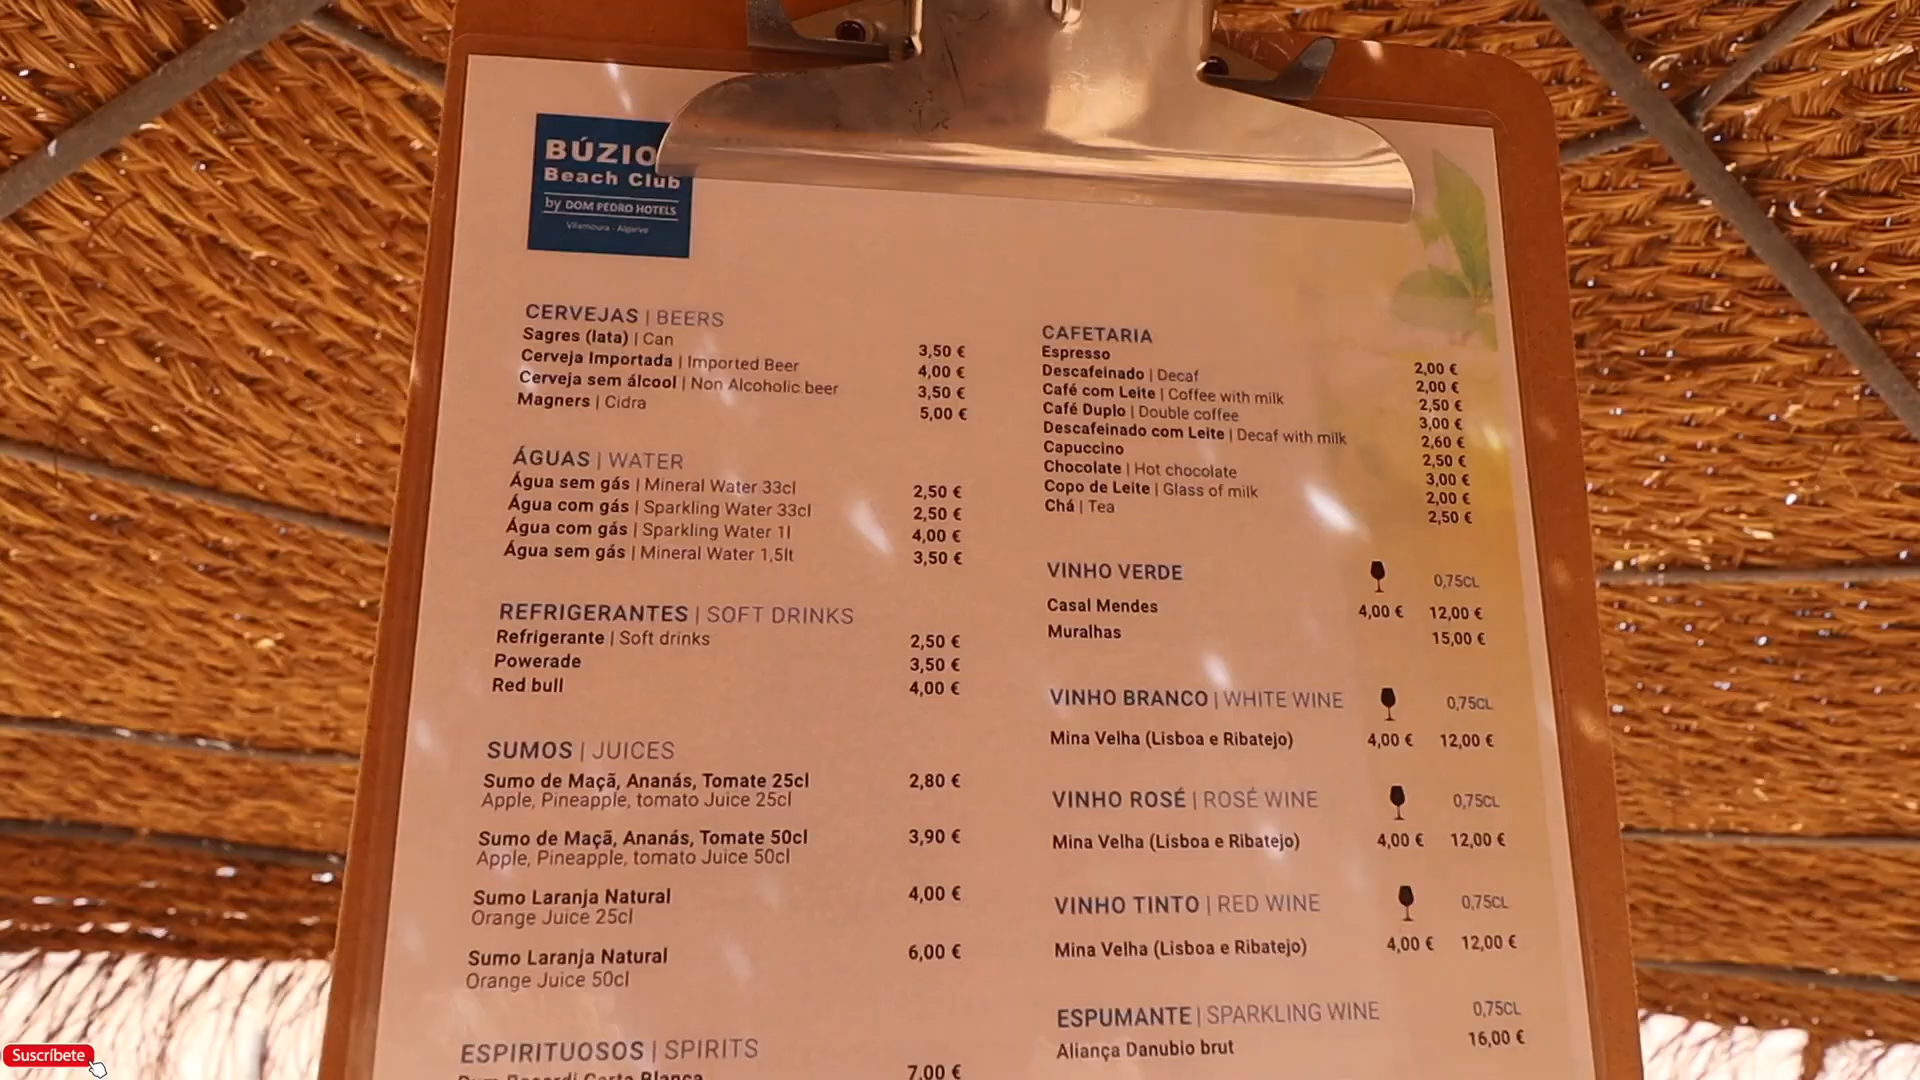 BÚZIO
Beach Club
by DOM PEDRO HOTELS
Vilamoura - Algarve
CERVEJAS | BEERS
Sagres (lata) | Can 3,50 €
Cerveja Importada | Imported Beer 4,00 €
Cerveja sem álcool | Non Alcoholic beer 3,50 €
Magners | Cidra 5,00 €
ÁGUAS | WATER
Água sem gás | Mineral Water 33cl 2,50 €
Água com gás | Sparkling Water 33cl 2,50 €
Água com gás | Sparkling Water 1l 4,00 €
Água sem gás | Mineral Water 1,5lt 3,50 €
REFRIGERANTES | SOFT DRINKS
Refrigerante | Soft drinks 2,50 €
Powerade 3,50 €
Red bull 4,00 €
SUMOS | JUICES
Sumo de Maçã, Ananás, Tomate 25cl 2,80 €
Apple, Pineapple, tomato Juice 25cl
Sumo de Maçã, Ananás, Tomate 50cl 3,90 €
Apple, Pineapple, tomato Juice 50cl
Sumo Laranja Natural 4,00 €
Orange Juice 25cl
Sumo Laranja Natural 6,00 €
Orange Juice 50cl
ESPIRITUOSOS | SPIRITS
Rum Bacardi Carta Blanca 7,00 €
CAFETARIA
Espresso 2,00 €
Descafeinado | Decaf 2,00 €
Café com Leite | Coffee with milk 2,50 €
Café Duplo | Double coffee 3,00 €
Descafeinado com Leite | Decaf with milk 2,60 €
Capuccino 2,50 €
Chocolate | Hot chocolate 3,00 €
Copo de Leite | Glass of milk 2,00 €
Chá | Tea 2,50 €
VINHO VERDE 0,75CL
Casal Mendes 4,00 € 12,00 €
Muralhas 15,00 €
VINHO BRANCO | WHITE WINE 0,75CL
Mina Velha (Lisboa e Ribatejo) 4,00 € 12,00 €
VINHO ROSÉ | ROSÉ WINE 0,75CL
Mina Velha (Lisboa e Ribatejo) 4,00 € 12,00 €
VINHO TINTO | RED WINE 0,75CL
Mina Velha (Lisboa e Ribatejo) 4,00 € 12,00 €
ESPUMANTE | SPARKLING WINE 0,75CL
Aliança Danubio brut 16,00 €
Suscríbete